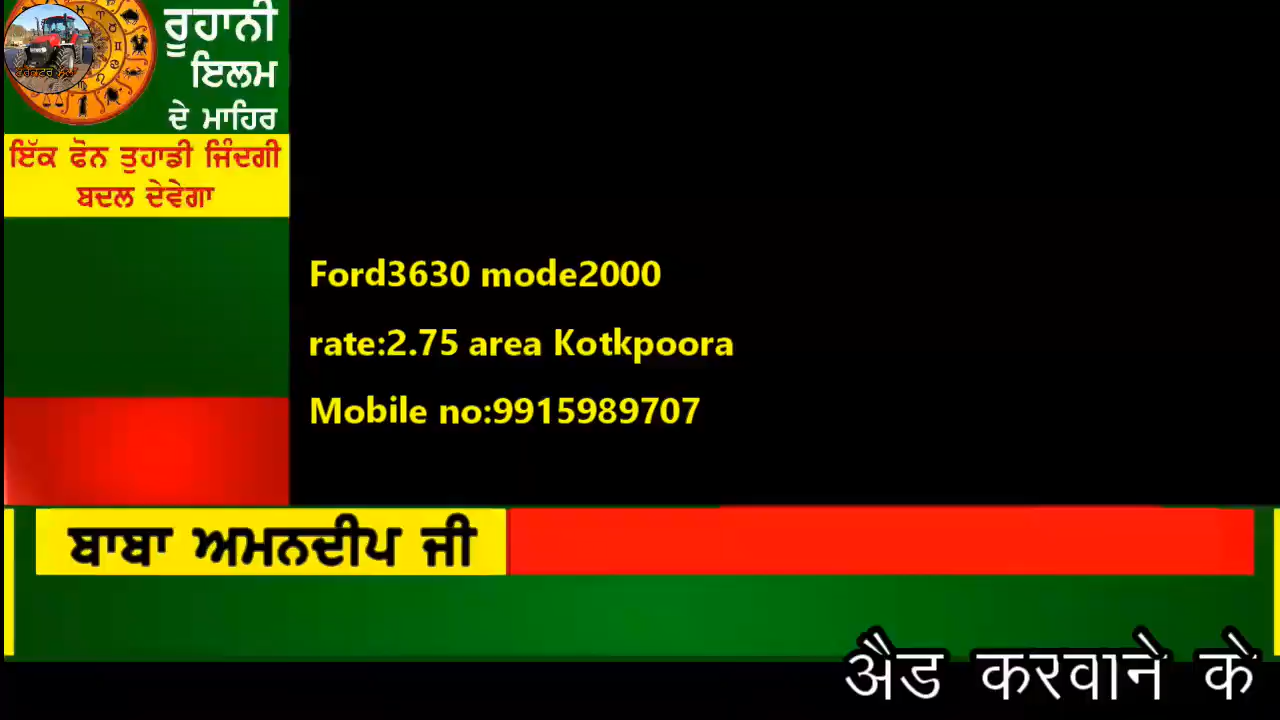 ਰੂਹਾਨੀ
ਇਲਮ
ਦੇ ਮਾਹਿਰ
ਇੱਕ ਫੋਨ ਤੁਹਾਡੀ ਜਿੰਦਗੀ
ਬਦਲ ਦੇਵੇਗਾ
Ford3630 mode2000
rate:2.75 area Kotkpoora
Mobile no:9915989707
ਬਾਬਾ ਅਮਨਦੀਪ ਜੀ
ऐड करवाने के